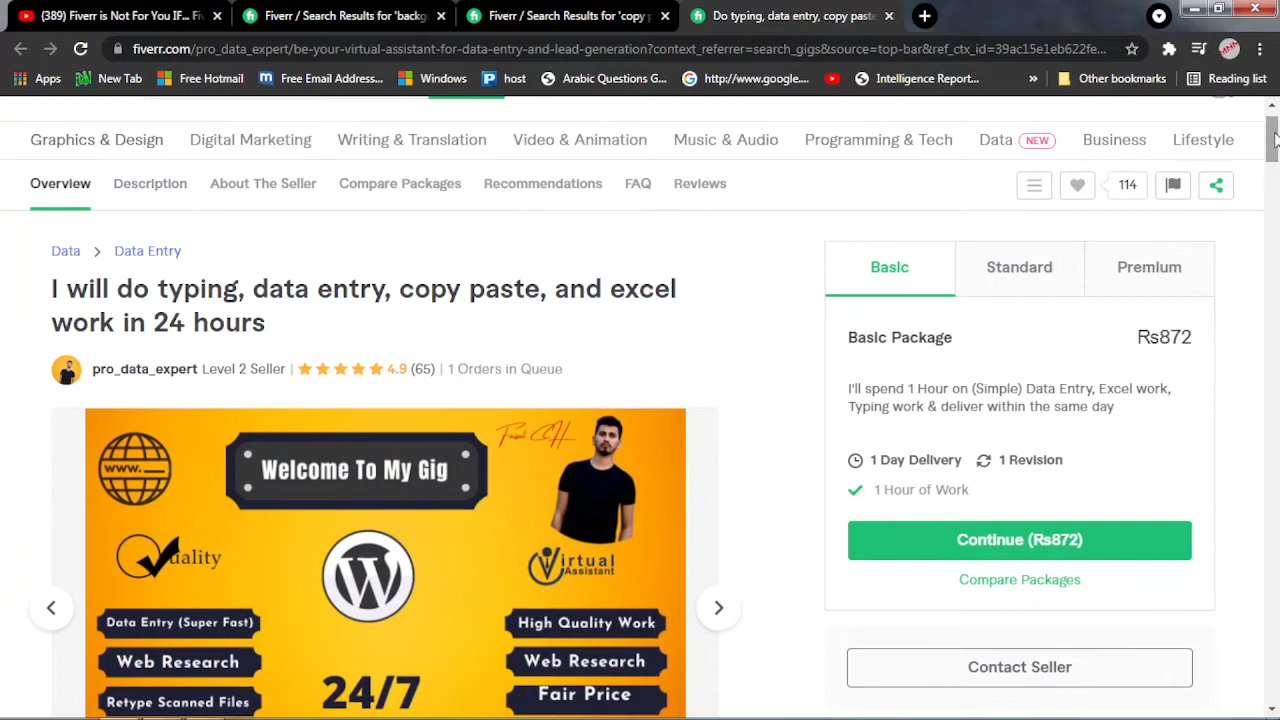 (389) Fiverr is Not For You IF...
Fiverr / Search Results for 'backg
Fiverr / Search Results for 'copy p
Do typing, data entry, copy paste
fiverr.com/pro_data_expert/be-your-virtual-assistant-for-data-entry-and-lead-generation?context_referrer=search_gigs&source=top-bar&ref_ctx_id=39ac15e1eb622fe...
Apps
New Tab
Free Hotmail
Free Email Address...
Windows
host
Arabic Questions G...
http://www.google...
Intelligence Report...
»
Other bookmarks
Reading list
Graphics & Design
Digital Marketing
Writing & Translation
Video & Animation
Music & Audio
Programming & Tech
Data NEW
Business
Lifestyle
Overview
Description
About The Seller
Compare Packages
Recommendations
FAQ
Reviews
114
Data > Data Entry
I will do typing, data entry, copy paste, and excel
work in 24 hours
pro_data_expert Level 2 Seller | 4.9 (65) | 1 Orders in Queue
Welcome To My Gig
www.
Quality
Virtual
Assistant
Data Entry (Super Fast)
Web Research
Retype Scanned Files
24/7
High Quality Work
Web Research
Fair Price
Basic
Standard
Premium
Basic Package
Rs872
I'll spend 1 Hour on (Simple) Data Entry, Excel work,
Typing work & deliver within the same day
1 Day Delivery
1 Revision
1 Hour of Work
Continue (Rs872)
Compare Packages
Contact Seller